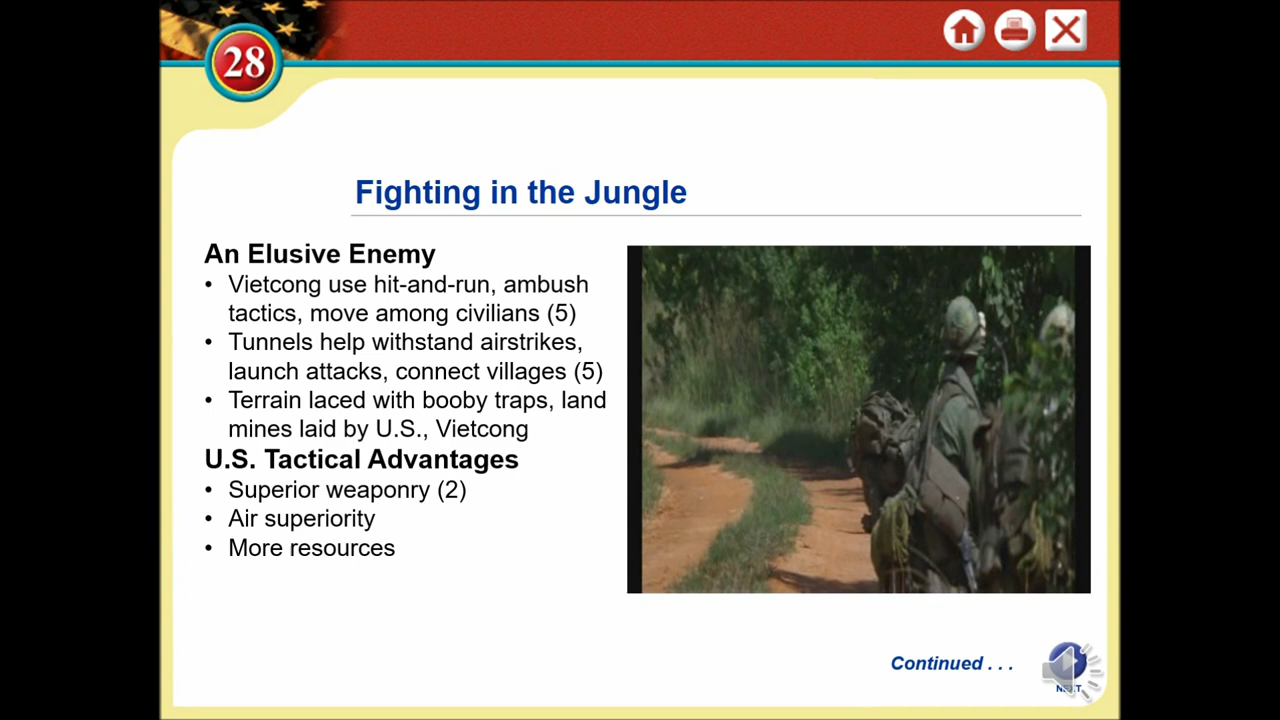 28
Fighting in the Jungle
An Elusive Enemy
• Vietcong use hit-and-run, ambush
tactics, move among civilians (5)
• Tunnels help withstand airstrikes,
launch attacks, connect villages (5)
• Terrain laced with booby traps, land
mines laid by U.S., Vietcong
U.S. Tactical Advantages
• Superior weaponry (2)
• Air superiority
• More resources
Continued . . .